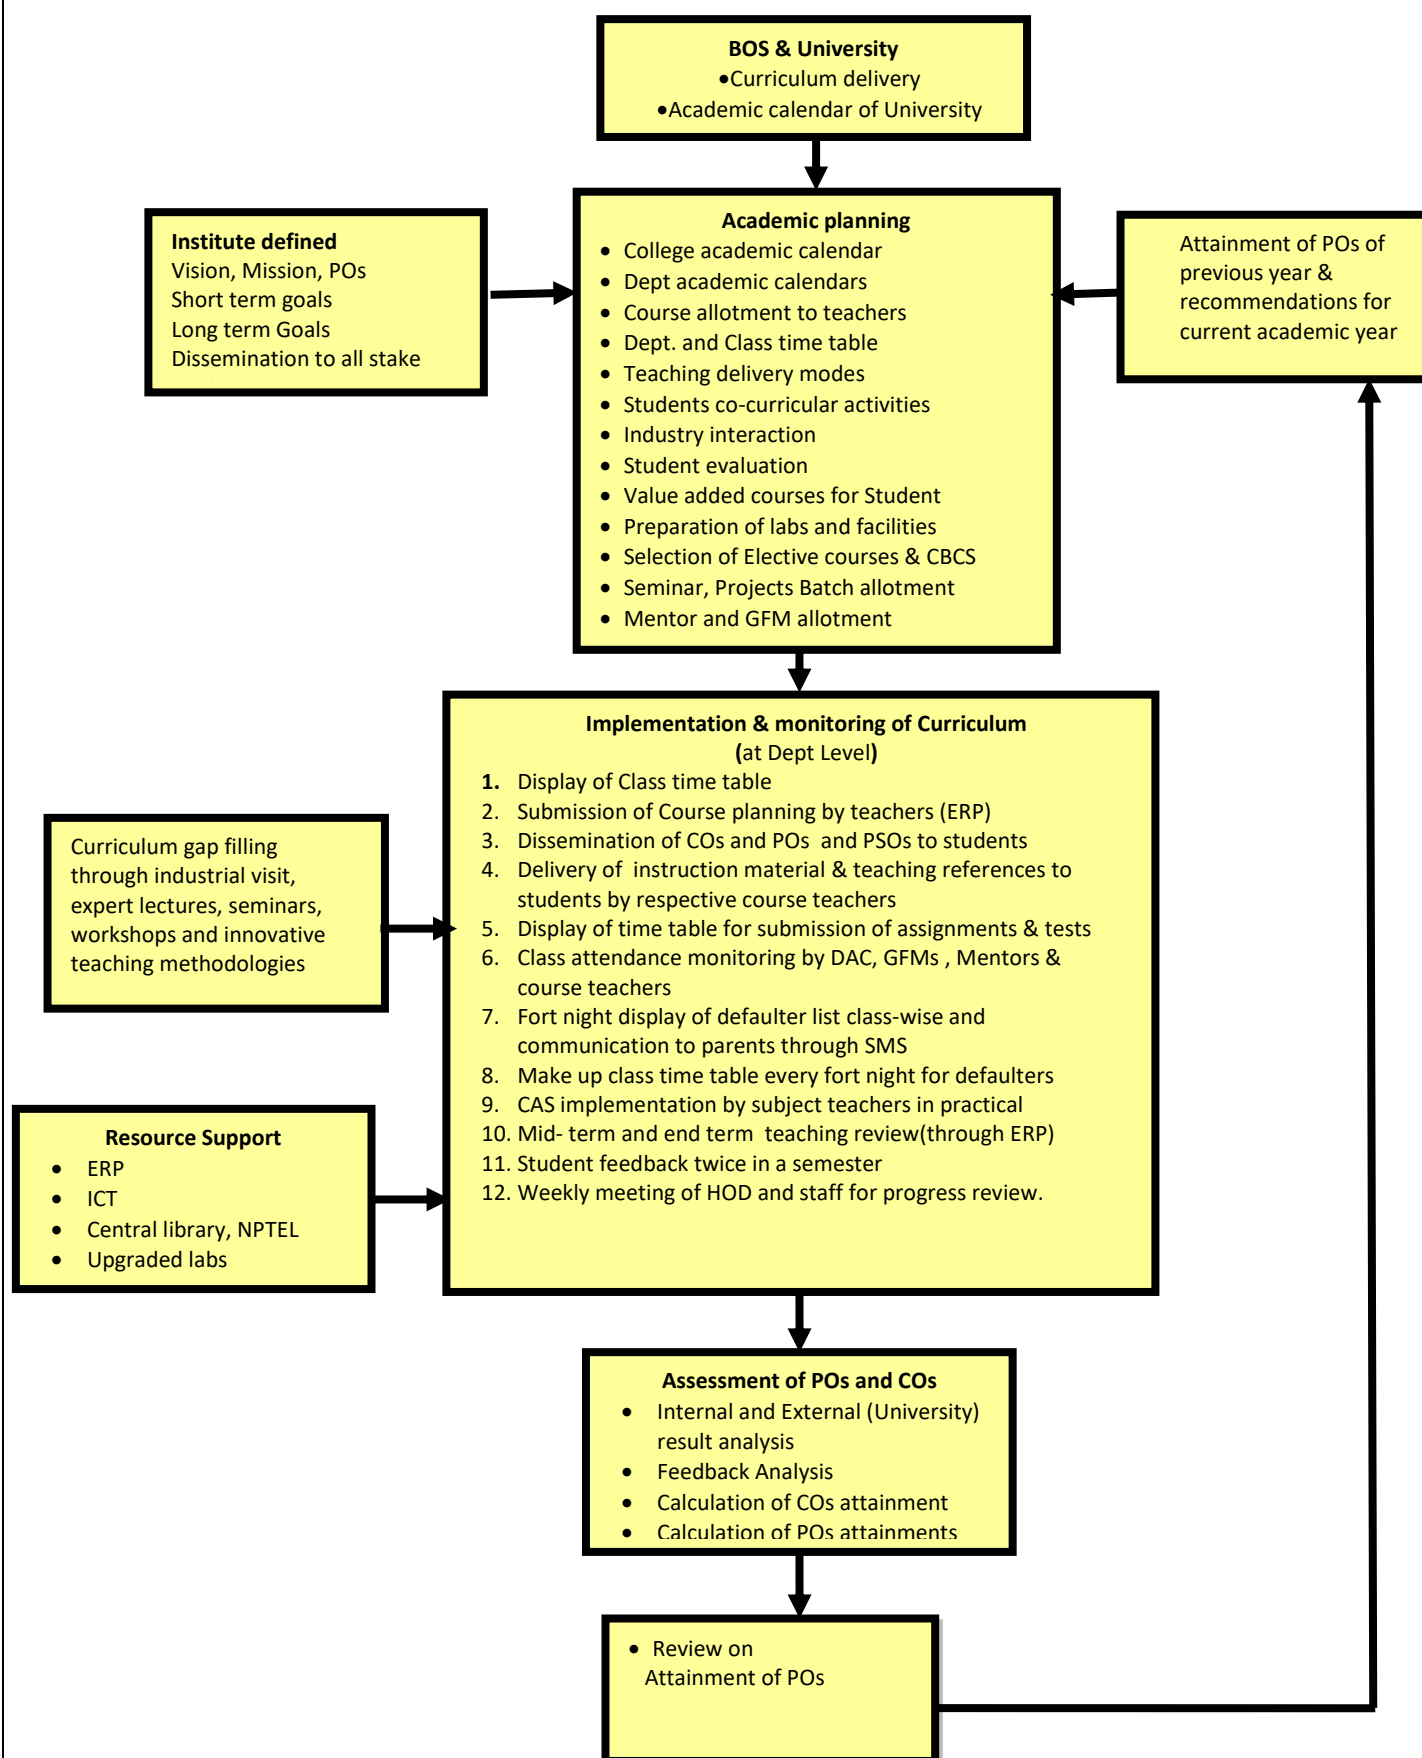 BOS & University
•Curriculum delivery
•Academic calendar of University
Institute defined
Vision, Mission, POs
Short term goals
Long term Goals
Dissemination to all stake
Academic planning
• College academic calendar
• Dept academic calendars
• Course allotment to teachers
• Dept. and Class time table
• Teaching delivery modes
• Students co-curricular activities
• Industry interaction
• Student evaluation
• Value added courses for Student
• Preparation of labs and facilities
• Selection of Elective courses & CBCS
• Seminar, Projects Batch allotment
• Mentor and GFM allotment
Attainment of POs of
previous year &
recommendations for
current academic year
Implementation & monitoring of Curriculum
(at Dept Level)
1. Display of Class time table
2. Submission of Course planning by teachers (ERP)
3. Dissemination of COs and POs and PSOs to students
4. Delivery of instruction material & teaching references to
students by respective course teachers
5. Display of time table for submission of assignments & tests
6. Class attendance monitoring by DAC, GFMs , Mentors &
course teachers
7. Fort night display of defaulter list class-wise and
communication to parents through SMS
8. Make up class time table every fort night for defaulters
9. CAS implementation by subject teachers in practical
10. Mid- term and end term teaching review(through ERP)
11. Student feedback twice in a semester
12. Weekly meeting of HOD and staff for progress review.
Curriculum gap filling
through industrial visit,
expert lectures, seminars,
workshops and innovative
teaching methodologies
Resource Support
• ERP
• ICT
• Central library, NPTEL
• Upgraded labs
Assessment of POs and COs
• Internal and External (University)
result analysis
• Feedback Analysis
• Calculation of COs attainment
• Calculation of POs attainments
• Review on
Attainment of POs